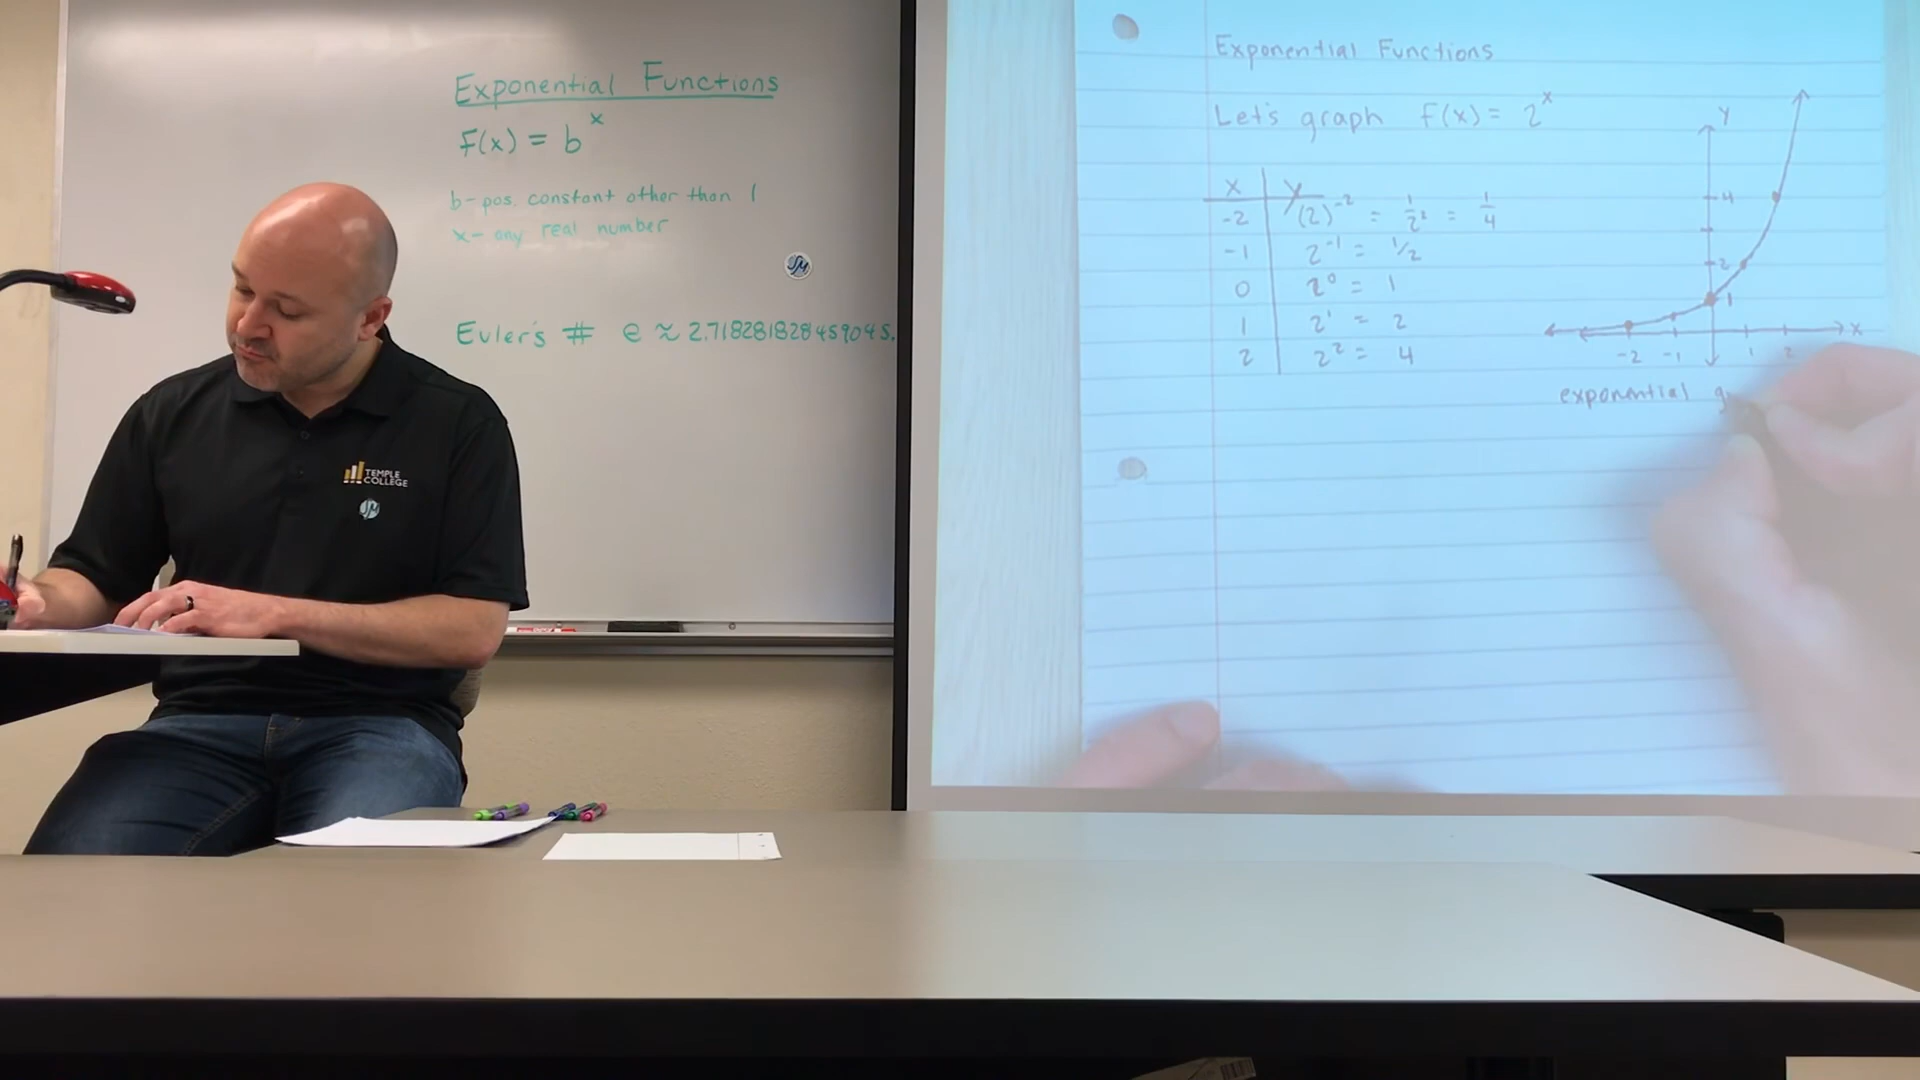 Exponential Functions
F(x) = b^x
b - pos. constant other than 1
x - any real number
Euler's # e ≈ 2.718281828459045.
TEMPLE
COLLEGE
Exponential Functions
Let's graph F(x) = 2^x
x | y
-2 | (2)^-2 = 1/2² = 1/4
-1 | 2^-1 = 1/2
0 | 2^0 = 1
1 | 2^1 = 2
2 | 2^2 = 4
y
4
2
1
x
-2 -1 1 2
exponential